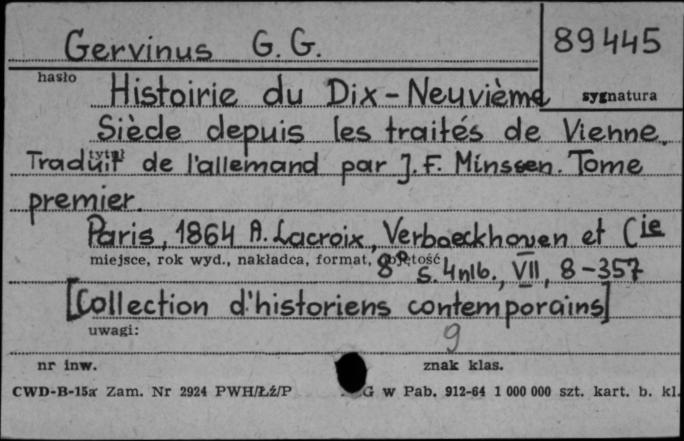 Gervinus G. G.
89445
hasło
sygnatura
Histoirie du Dix-Neuvième
Siècle depuis les traités de Vienne.
tytuł
Traduit de l'allemand par J. F. Minssen. Tome
premier.
Paris, 1864 A. Lacroix, Verboeckhoven et Cie
miejsce, rok wyd., nakładca, format, objętość
8° s. 4nlb., VII, 8-357
[Collection d'historiens contemporains]
uwagi:
9
nr inw.
znak klas.
CWD-B-15a Zam. Nr 2924 PWH/Łź/P G w Pab. 912-64 1 000 000 szt. kart. b. kl.